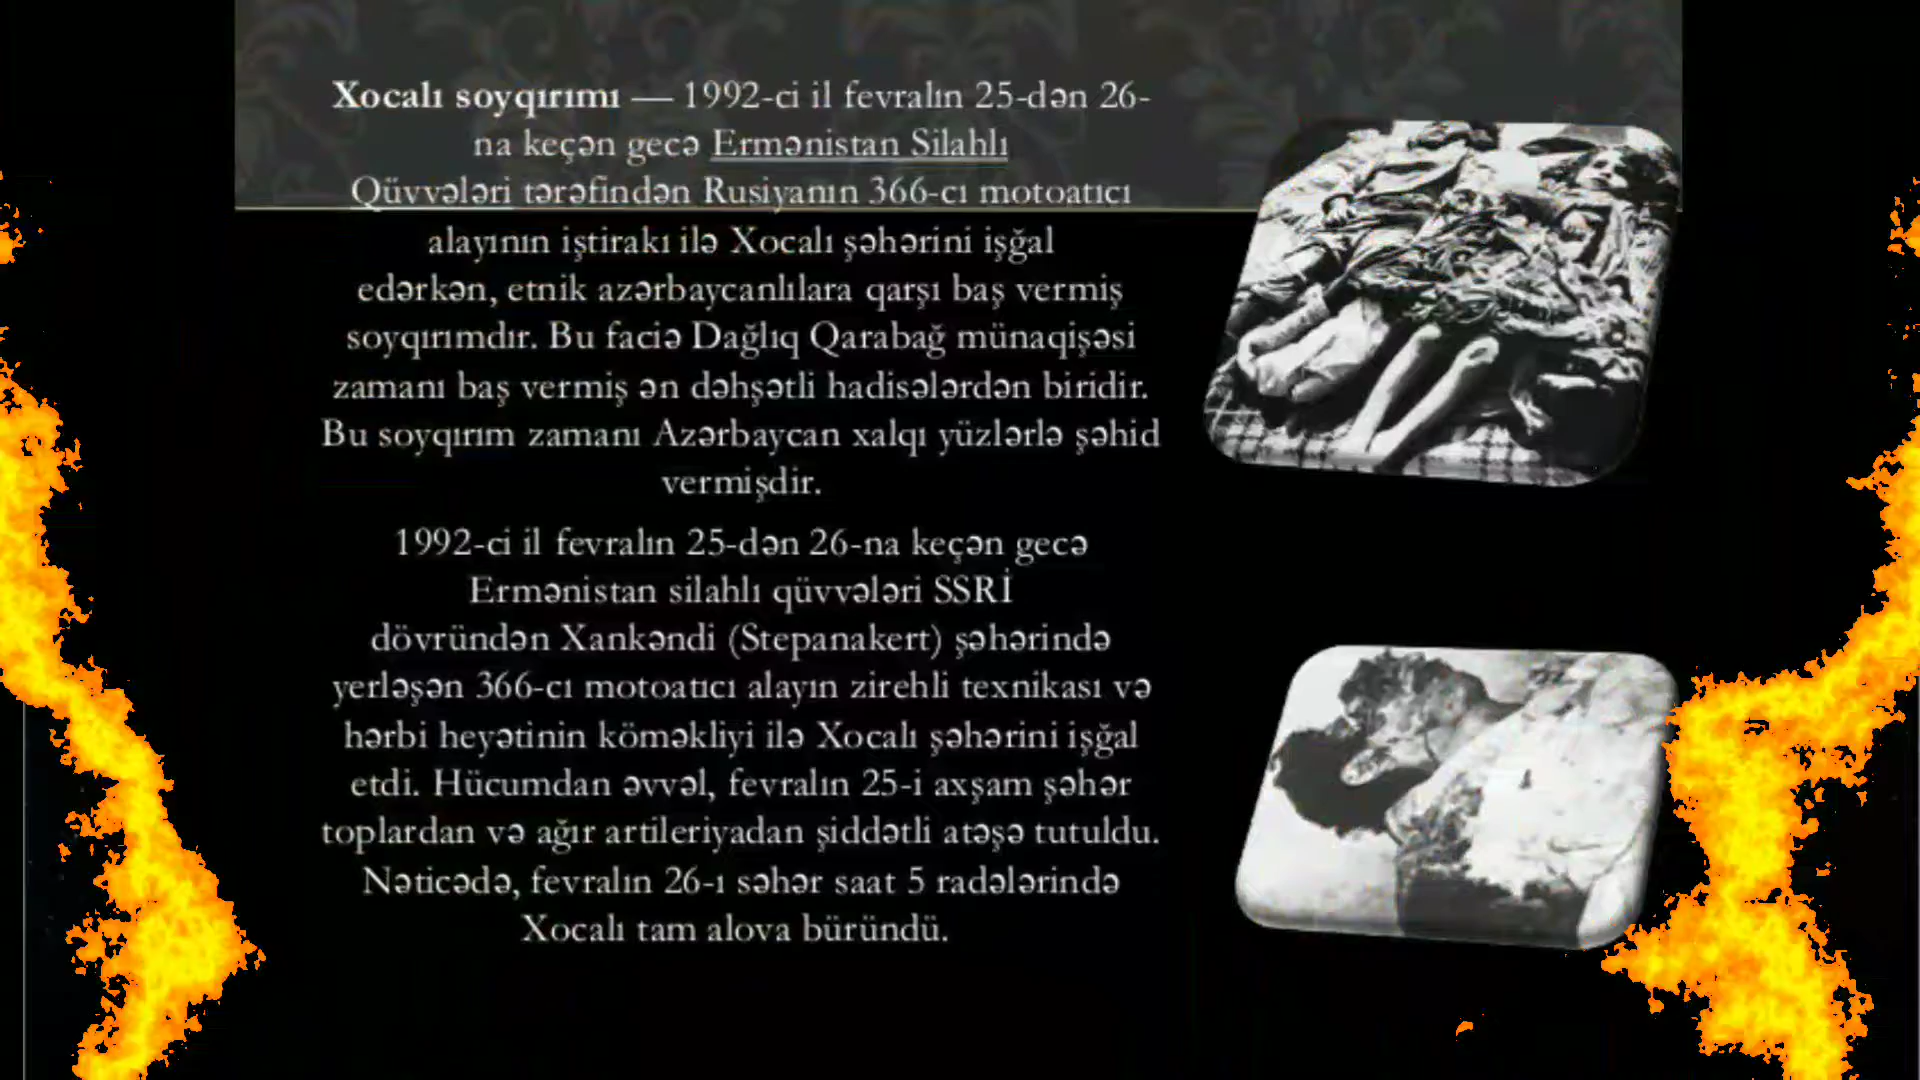 Xocalı soyqırımı — 1992-ci il fevralın 25-dən 26-
na keçən gecə Ermənistan Silahlı
Qüvvələri tərəfindən Rusiyanın 366-cı motoatıcı
alayının iştirakı ilə Xocalı şəhərini işğal
edərkən, etnik azərbaycanlılara qarşı baş vermiş
soyqırımdır. Bu faciə Dağlıq Qarabağ münaqişəsi
zamanı baş vermiş ən dəhşətli hadisələrdən biridir.
Bu soyqırım zamanı Azərbaycan xalqı yüzlərlə şəhid
vermişdir.
1992-ci il fevralın 25-dən 26-na keçən gecə
Ermənistan silahlı qüvvələri SSRİ
dövründən Xankəndi (Stepanakert) şəhərində
yerləşən 366-cı motoatıcı alayın zirehli texnikası və
hərbi heyətinin köməkliyi ilə Xocalı şəhərini işğal
etdi. Hücumdan əvvəl, fevralın 25-i axşam şəhər
toplardan və ağır artileriyadan şiddətli atəşə tutuldu.
Nəticədə, fevralın 26-ı səhər saat 5 radələrində
Xocalı tam alova büründü.